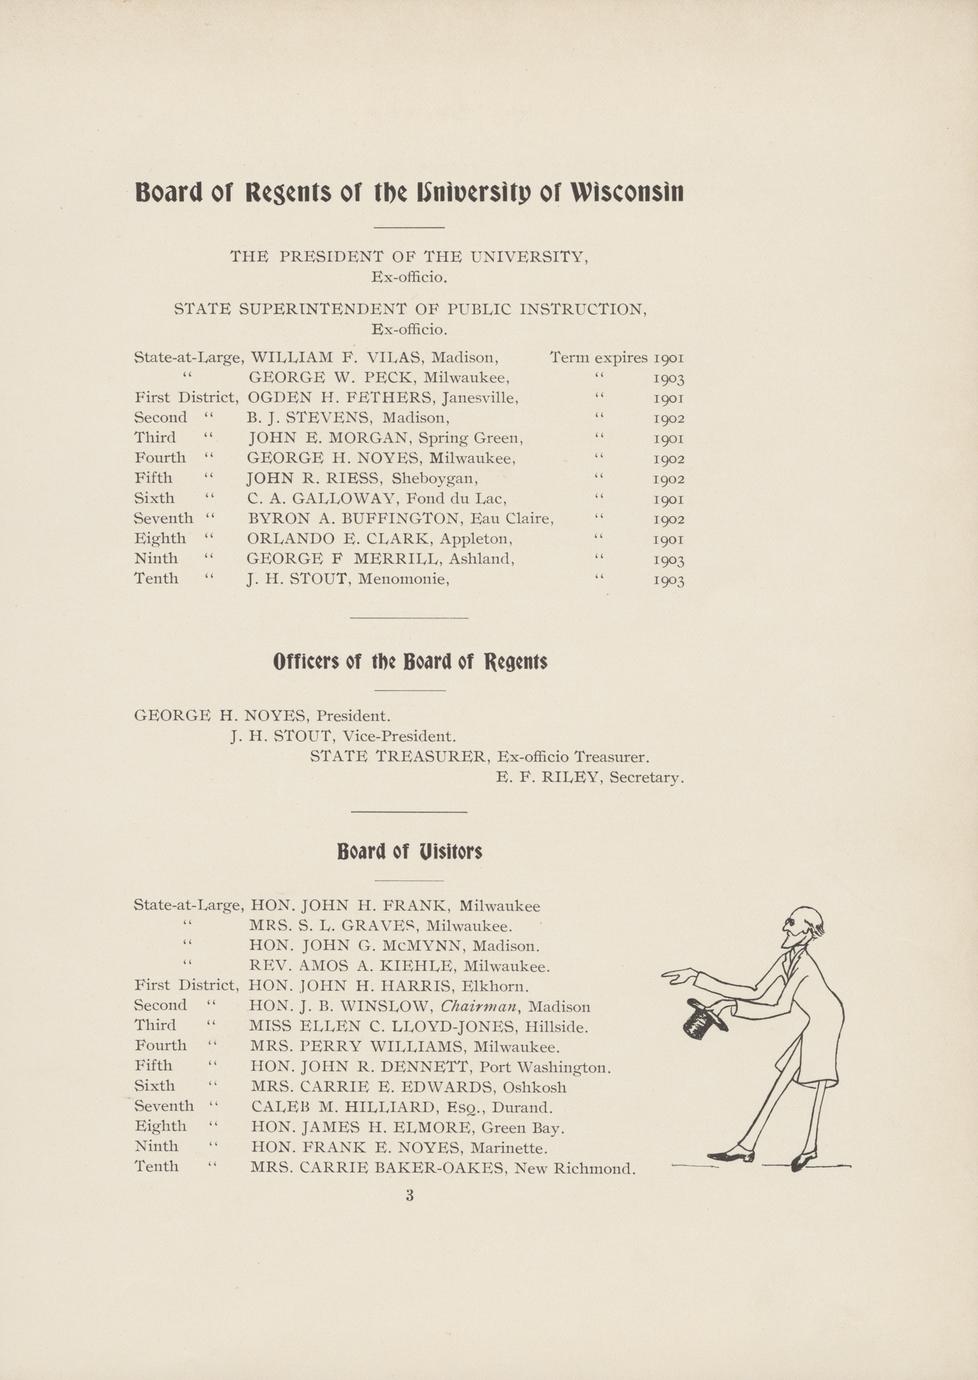 Board of Regents of the University of Wisconsin
THE PRESIDENT OF THE UNIVERSITY,
Ex-officio.
STATE SUPERINTENDENT OF PUBLIC INSTRUCTION,
Ex-officio.
State-at-Large, WILLIAM F. VILAS, Madison, Term expires 1901
“ GEORGE W. PECK, Milwaukee, “ 1903
First District, OGDEN H. FETHERS, Janesville, “ 1901
Second “ B. J. STEVENS, Madison, “ 1902
Third “ JOHN E. MORGAN, Spring Green, “ 1901
Fourth “ GEORGE H. NOYES, Milwaukee, “ 1902
Fifth “ JOHN R. RIESS, Sheboygan, “ 1902
Sixth “ C. A. GALLOWAY, Fond du Lac, “ 1901
Seventh “ BYRON A. BUFFINGTON, Eau Claire, “ 1902
Eighth “ ORLANDO E. CLARK, Appleton, “ 1901
Ninth “ GEORGE F MERRILL, Ashland, “ 1903
Tenth “ J. H. STOUT, Menomonie, “ 1903
Officers of the Board of Regents
GEORGE H. NOYES, President.
J. H. STOUT, Vice-President.
STATE TREASURER, Ex-officio Treasurer.
E. F. RILEY, Secretary.
Board of Visitors
State-at-Large, HON. JOHN H. FRANK, Milwaukee
“ MRS. S. L. GRAVES, Milwaukee.
“ HON. JOHN G. McMYNN, Madison.
“ REV. AMOS A. KIEHLE, Milwaukee.
First District, HON. JOHN H. HARRIS, Elkhorn.
Second “ HON. J. B. WINSLOW, Chairman, Madison
Third “ MISS ELLEN C. LLOYD-JONES, Hillside.
Fourth “ MRS. PERRY WILLIAMS, Milwaukee.
Fifth “ HON. JOHN R. DENNETT, Port Washington.
Sixth “ MRS. CARRIE E. EDWARDS, Oshkosh
Seventh “ CALEB M. HILLIARD, Esq., Durand.
Eighth “ HON. JAMES H. ELMORE, Green Bay.
Ninth “ HON. FRANK E. NOYES, Marinette.
Tenth “ MRS. CARRIE BAKER-OAKES, New Richmond.
3